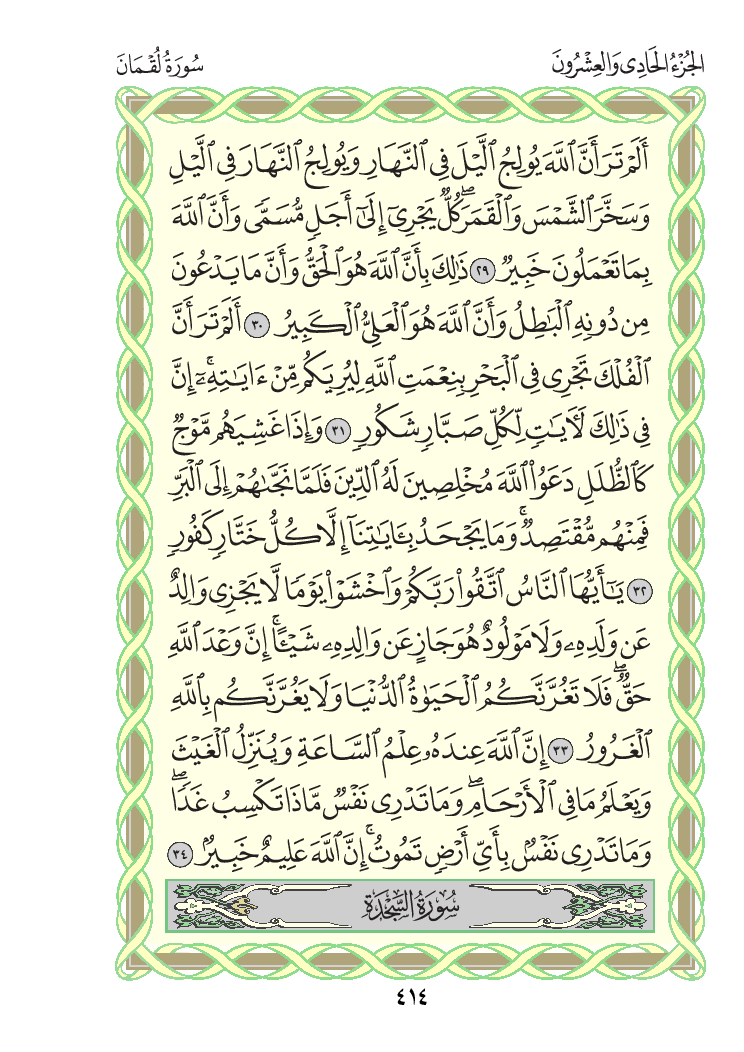 الجُزْءُ الحَادِى وَالعِشْرُونَ
سُورَةُ لُقْمَانَ
أَلَمْ تَرَ أَنَّ ٱللَّهَ يُولِجُ ٱلَّيْلَ فِى ٱلنَّهَارِ وَيُولِجُ ٱلنَّهَارَ فِى ٱلَّيْلِ
وَسَخَّرَ ٱلشَّمْسَ وَٱلْقَمَرَۖ كُلٌّ يَجْرِىٓ إِلَىٰٓ أَجَلٍ مُّسَمًّى وَأَنَّ ٱللَّهَ
بِمَا تَعْمَلُونَ خَبِيرٌ ٢٩ ذَٰلِكَ بِأَنَّ ٱللَّهَ هُوَ ٱلْحَقُّ وَأَنَّ مَا يَدْعُونَ
مِن دُونِهِ ٱلْبَٰطِلُ وَأَنَّ ٱللَّهَ هُوَ ٱلْعَلِىُّ ٱلْكَبِيرُ ٣٠ أَلَمْ تَرَ أَنَّ
ٱلْفُلْكَ تَجْرِى فِى ٱلْبَحْرِ بِنِعْمَتِ ٱللَّهِ لِيُرِيَكُم مِّنْ ءَايَٰتِهِۦٓۚ إِنَّ
فِى ذَٰلِكَ لَأٓيَٰتٍ لِّكُلِّ صَبَّارٍ شَكُورٍ ٣١ وَإِذَا غَشِيَهُم مَّوْجٌ
كَٱلظُّلَلِ دَعَوُا۟ ٱللَّهَ مُخْلِصِينَ لَهُ ٱلدِّينَ فَلَمَّا نَجَّىٰهُمْ إِلَى ٱلْبَرِّ
فَمِنْهُم مُّقْتَصِدٌۚ وَمَا يَجْحَدُ بِـَٔايَٰتِنَآ إِلَّا كُلُّ خَتَّارٍ كَفُورٍ
٣٢ يَٰٓأَيُّهَا ٱلنَّاسُ ٱتَّقُوا۟ رَبَّكُمْ وَٱخْشَوْا۟ يَوْمًا لَّا يَجْزِى وَالِدٌ
عَن وَلَدِهِۦ وَلَا مَوْلُودٌ هُوَ جَازٍ عَن وَالِدِهِۦ شَيْـًٔاۚ إِنَّ وَعْدَ ٱللَّهِ
حَقٌّۖ فَلَا تَغُرَّنَّكُمُ ٱلْحَيَوٰةُ ٱلدُّنْيَا وَلَا يَغُرَّنَّكُم بِٱللَّهِ
ٱلْغَرُورُ ٣٣ إِنَّ ٱللَّهَ عِندَهُۥ عِلْمُ ٱلسَّاعَةِ وَيُنَزِّلُ ٱلْغَيْثَ
وَيَعْلَمُ مَا فِى ٱلْأَرْحَامِۖ وَمَا تَدْرِى نَفْسٌ مَّاذَا تَكْسِبُ غَدًاۖ
وَمَا تَدْرِى نَفْسٌۢ بِأَىِّ أَرْضٍ تَمُوتُۚ إِنَّ ٱللَّهَ عَلِيمٌ خَبِيرٌۢ ٣٤
سُورَةُ السَّجْدَةِ
٤١٤